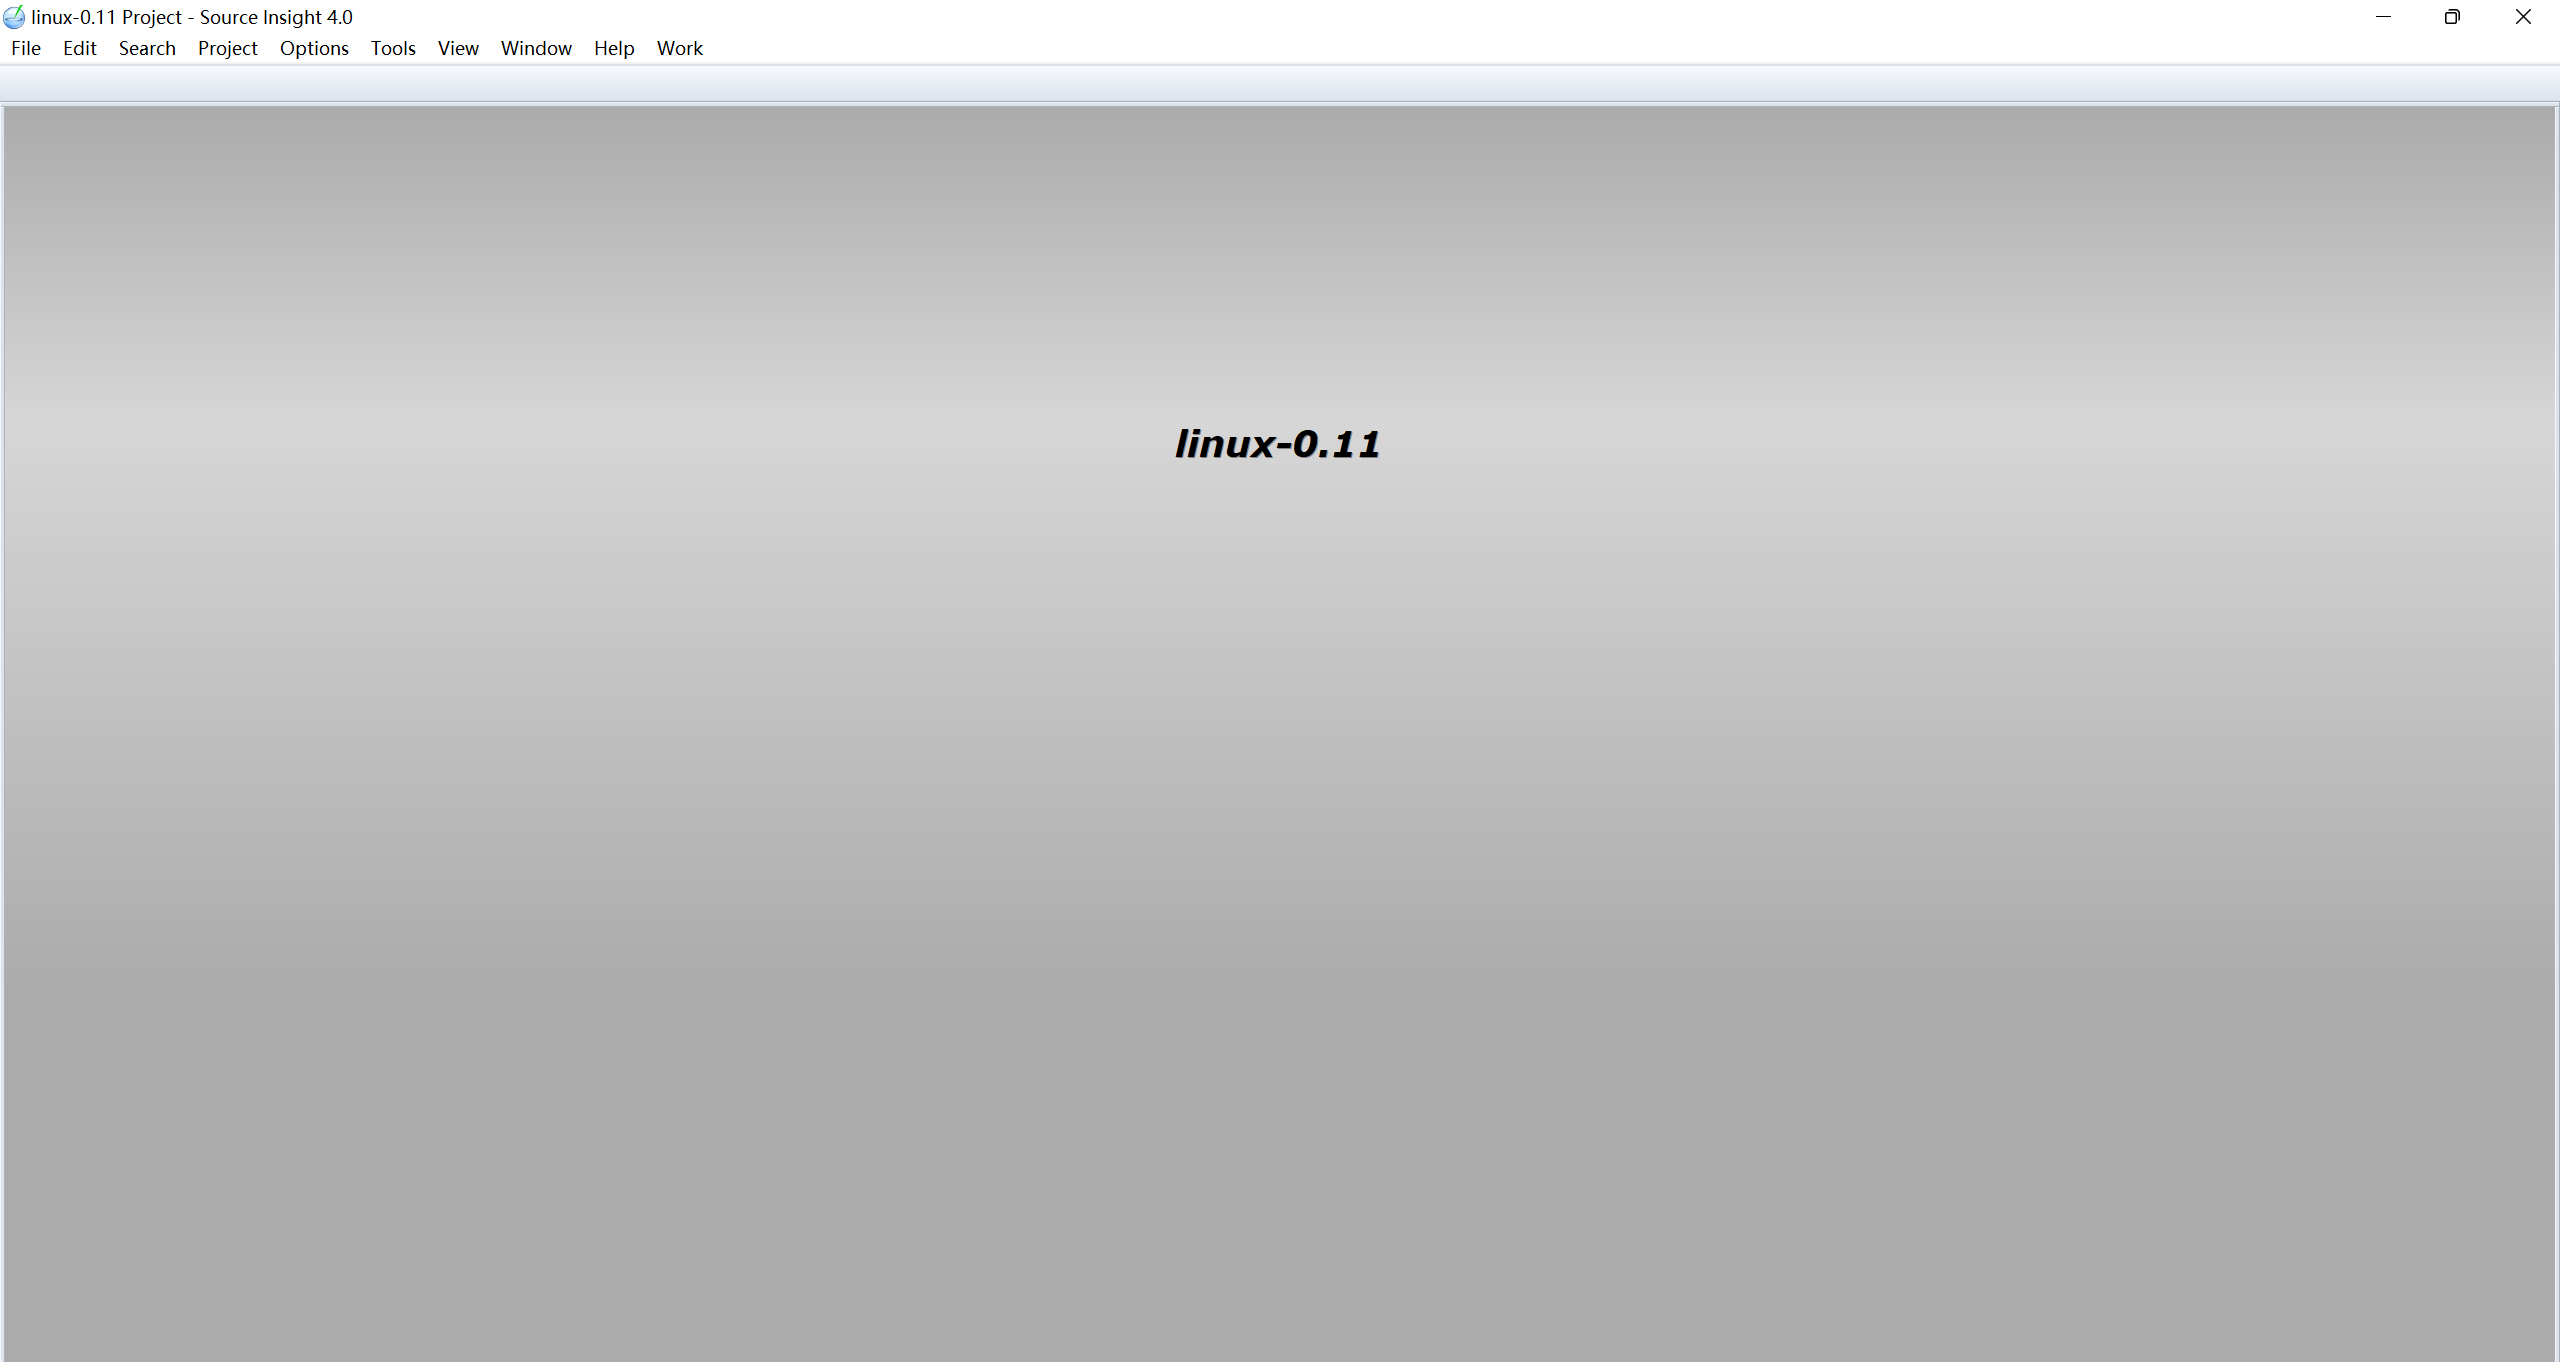 linux-0.11 Project - Source Insight 4.0
File Edit Search Project Options Tools View Window Help Work
linux-0.11